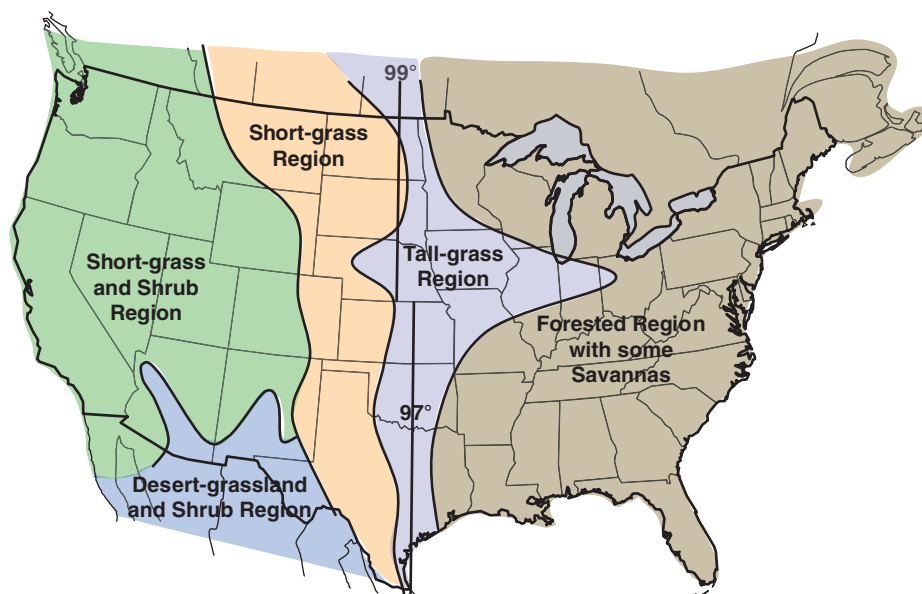 99°
Short-grass
Region
Short-grass
and Shrub
Region
Tall-grass
Region
Forested Region
with some
Savannas
97°
Desert-grassland
and Shrub Region